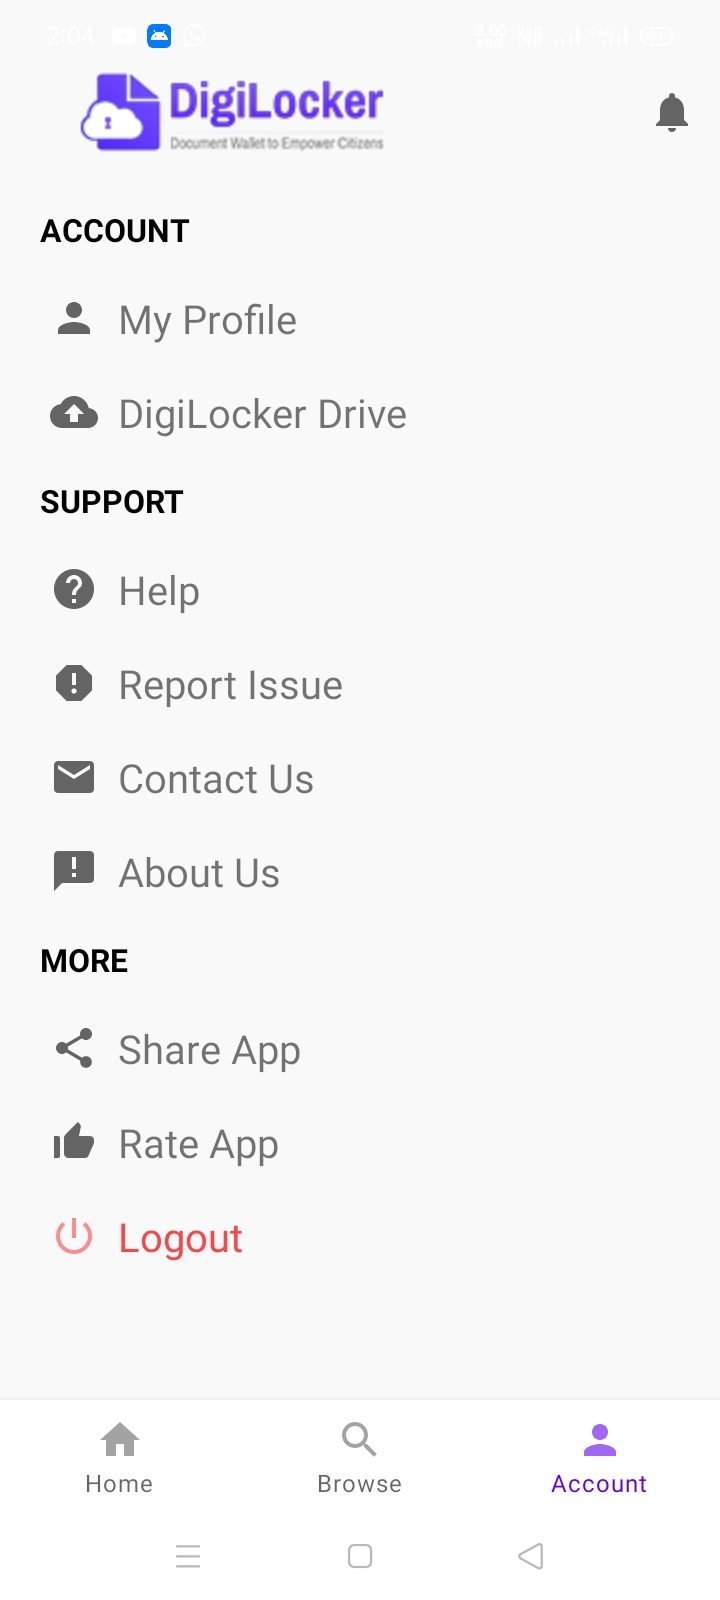 2:04
DigiLocker
Document Wallet to Empower Citizens
ACCOUNT
My Profile
DigiLocker Drive
SUPPORT
Help
Report Issue
Contact Us
About Us
MORE
Share App
Rate App
Logout
Home
Browse
Account